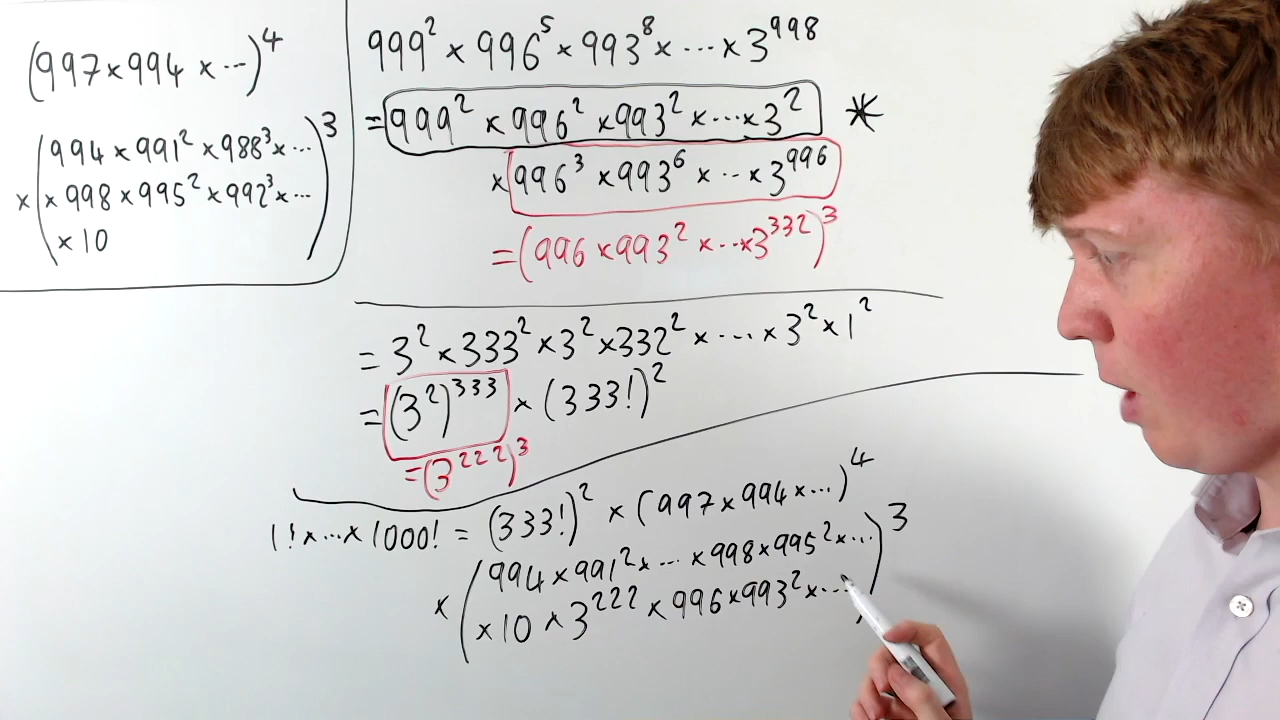 (997×994 × ⋯)⁴
× (994 × 991² × 988³ × ⋯
× 998 × 995² × 992³ × ⋯
× 10)³
999² × 996⁵ × 993⁸ × ⋯ × 3⁹⁹⁸
= 999² × 996² × 993² × ⋯ × 3² *
× 996³ × 993⁶ × ⋯ × 3⁹⁹⁶
= (996 × 993² × ⋯ × 3³³²)³
= 3² × 333² × 3² × 332² × ⋯ × 3² × 1²
= (3²)³³³ × (333!)²
= (3²²²)³
1! × ⋯ × 1000! = (333!)² × (997 × 994 × ⋯)⁴
× (994 × 991² × ⋯ × 998 × 995² × ⋯
× 10 × 3²²² × 996 × 993² × ⋯)³